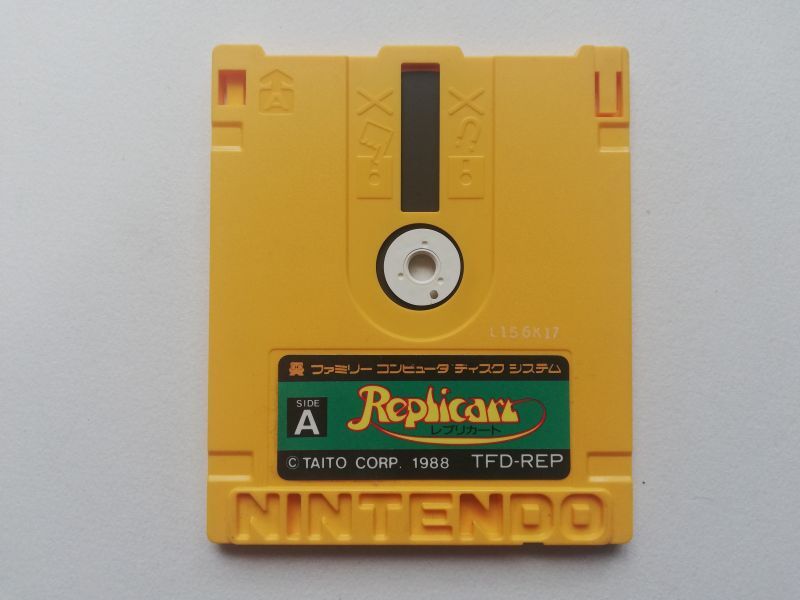 A
L156K17
ファミリー コンピュータ ディスク システム
SIDE
A
Replicart
レプリカート
© TAITO CORP. 1988 TFD-REP
NINTENDO